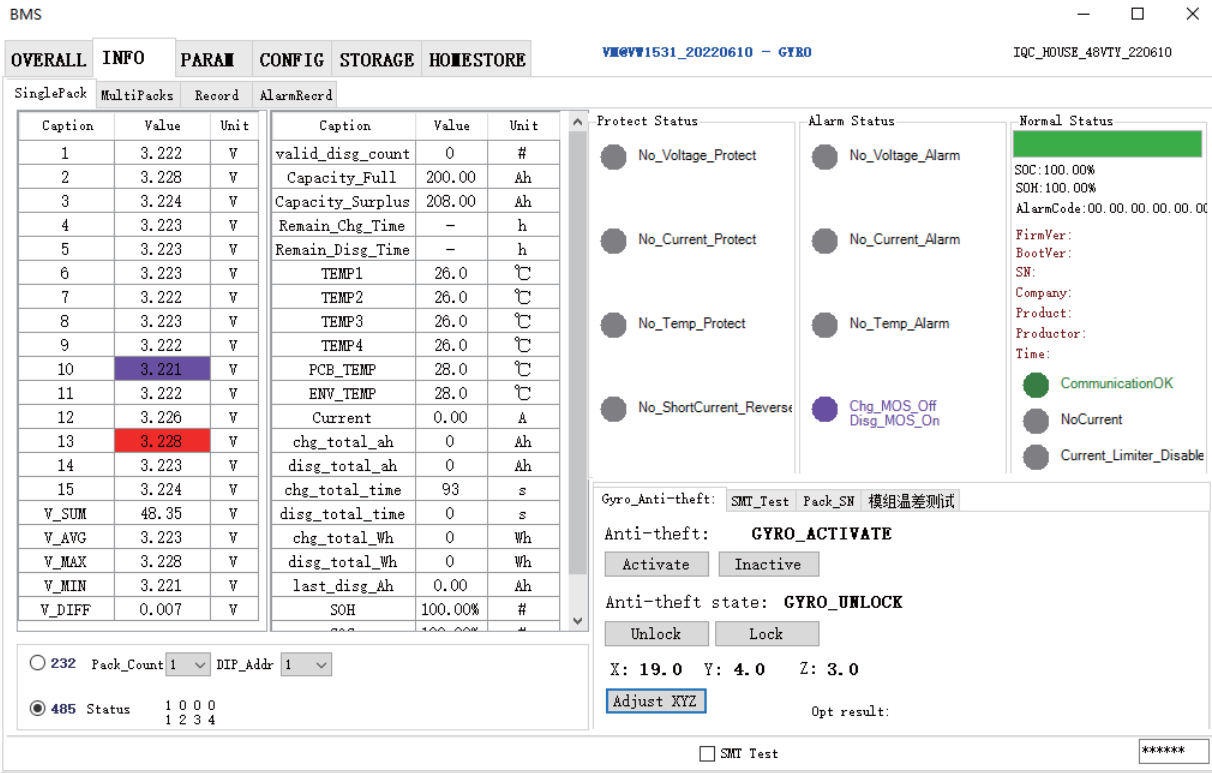 BMS
OVERALL INFO PARAM CONFIG STORAGE HOMESTORE
VM@VW1531_20220610 - GYRO
IQC_HOUSE_48VTY_220610
SinglePack MultiPacks Record AlarmRecrd
Caption Value Unit
1 3.222 V
2 3.228 V
3 3.224 V
4 3.223 V
5 3.223 V
6 3.223 V
7 3.222 V
8 3.223 V
9 3.222 V
10 3.221 V
11 3.222 V
12 3.226 V
13 3.228 V
14 3.223 V
15 3.224 V
V_SUM 48.35 V
V_AVG 3.223 V
V_MAX 3.228 V
V_MIN 3.221 V
V_DIFF 0.007 V
Caption Value Unit
valid_disg_count 0 #
Capacity_Full 200.00 Ah
Capacity_Surplus 208.00 Ah
Remain_Chg_Time – h
Remain_Disg_Time – h
TEMP1 26.0 ℃
TEMP2 26.0 ℃
TEMP3 26.0 ℃
TEMP4 26.0 ℃
PCB_TEMP 28.0 ℃
ENV_TEMP 28.0 ℃
Current 0.00 A
chg_total_ah 0 Ah
disg_total_ah 0 Ah
chg_total_time 93 s
disg_total_time 0 s
chg_total_Wh 0 Wh
disg_total_Wh 0 Wh
last_disg_Ah 0.00 Ah
SOH 100.00% #
Protect Status
No_Voltage_Protect
No_Current_Protect
No_Temp_Protect
No_ShortCurrent_Reverse
Alarm Status
No_Voltage_Alarm
No_Current_Alarm
No_Temp_Alarm
Chg_MOS_Off
Disg_MOS_On
Normal Status
SOC:100.00%
SOH:100.00%
AlarmCode:00.00.00.00.00.00
FirmVer:
BootVer:
SN:
Company:
Product:
Productor:
Time:
CommunicationOK
NoCurrent
Current_Limiter_Disable
Gyro_Anti-theft: SMT_Test Pack_SN 模组温差测试
Anti-theft: GYRO_ACTIVATE
Activate Inactive
Anti-theft state: GYRO_UNLOCK
Unlock Lock
X: 19.0 Y: 4.0 Z: 3.0
Adjust XYZ
Opt result:
232 Pack_Count 1 DIP_Addr 1
485 Status
1 0 0 0
1 2 3 4
SMT Test
******